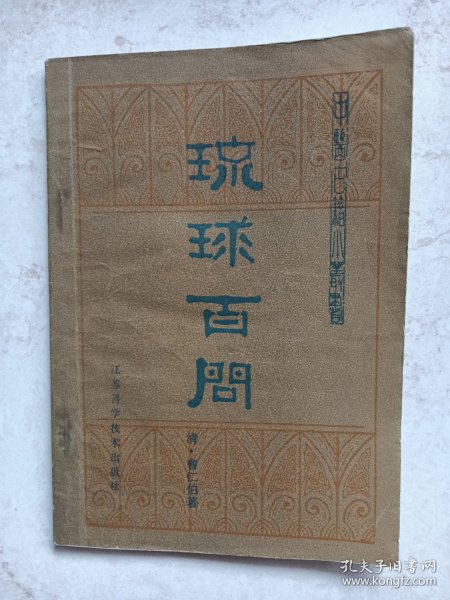 中醫古籍小叢書
琉球百問
清·曹仁伯著
江苏科学技术出版社
孔夫子旧书网
www.kongfz.com